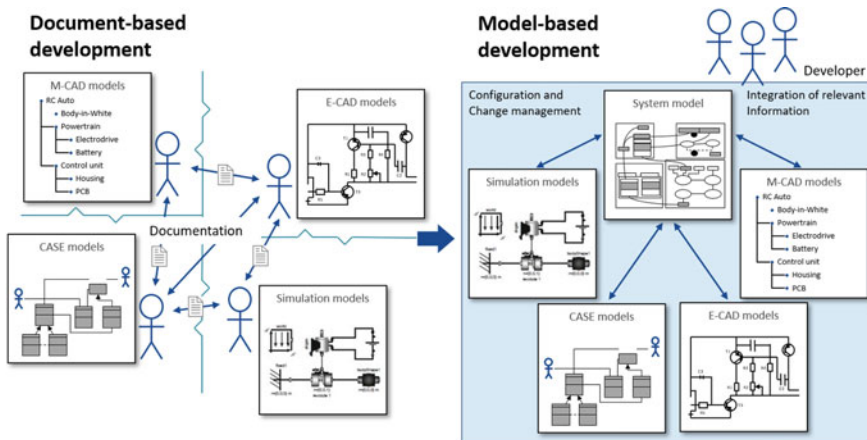 Document-based
development
M-CAD models
RC Auto
Body-in-White
Powertrain
Electrodrive
Battery
Control unit
Housing
PCB
E-CAD models
Documentation
CASE models
Simulation models
Model-based
development
Developer
Configuration and
Change management
System model
Integration of relevant
Information
Simulation models
M-CAD models
RC Auto
Body-in-White
Powertrain
Electrodrive
Battery
Control unit
Housing
PCB
CASE models
E-CAD models